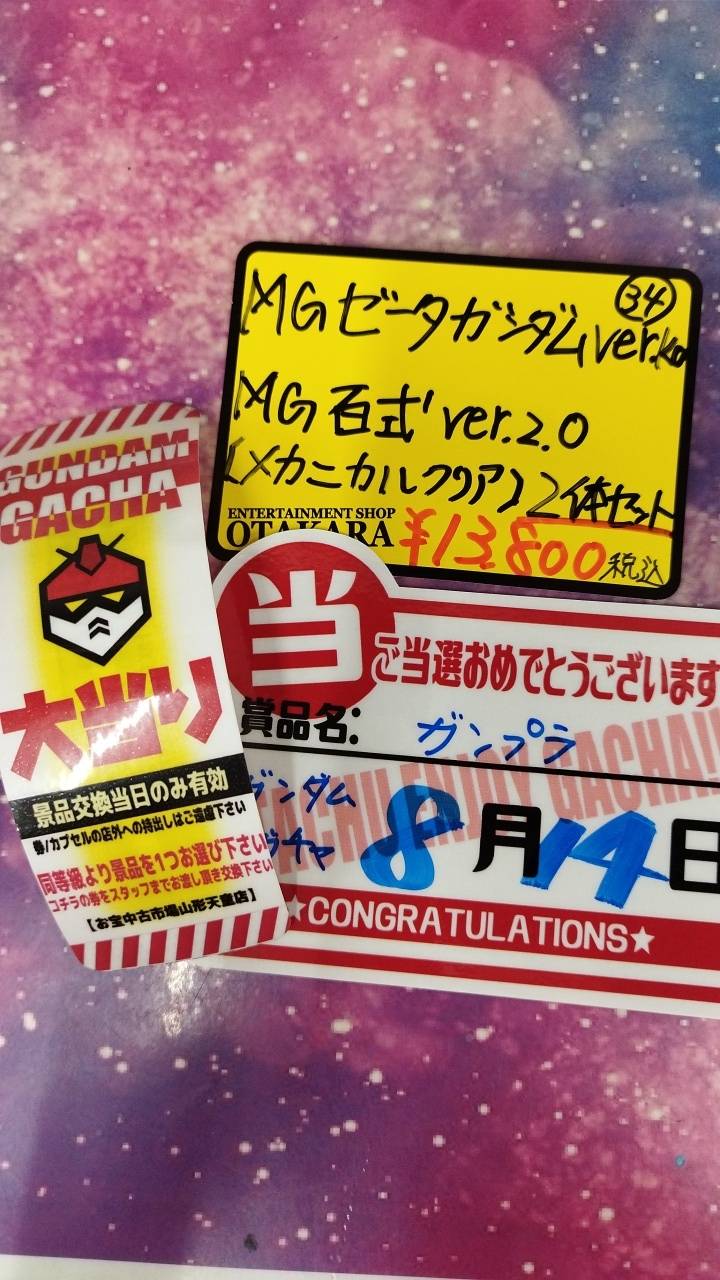 34
MGゼータガンダムver.ka
MG百式ver.2.0
【メカニカルクリア】2体セット
ENTERTAINMENT SHOP
OTAKARA
¥13,800税込
GUNDAM
GACHA
大当り
景品交換当日のみ有効
券/カプセルの店外への持出しはご遠慮下さい
同等級より景品を1つお選び下さい!
コチラの券をスタッフまでお渡し頂き交換下さい
【お宝中古市場山形天童店】
当
ご当選おめでとうございます
賞品名:
ガンプラ
ENJOY GACHA!!
ガンダム
ガチャ
8月14日
★CONGRATULATIONS★